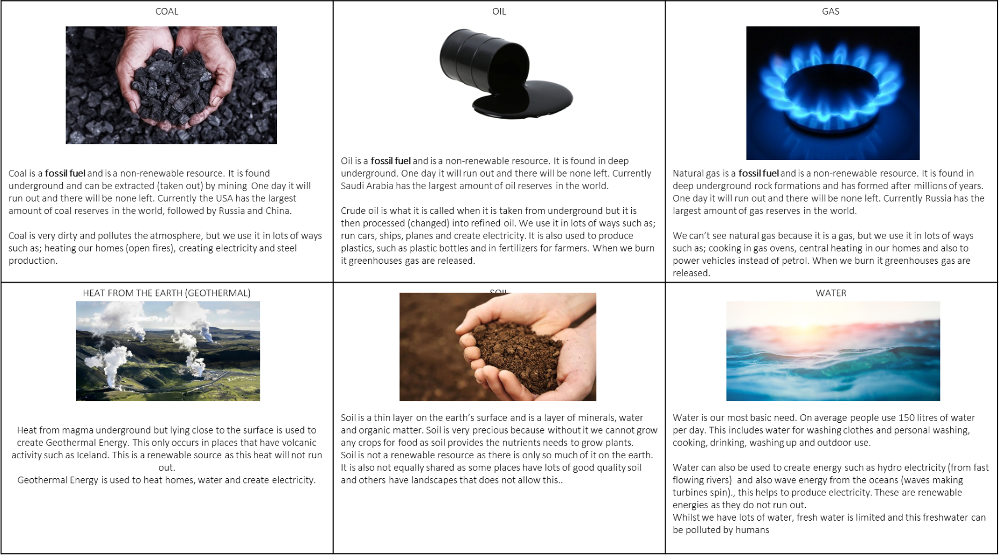 COAL
Coal is a fossil fuel and is a non-renewable resource. It is found
underground and can be extracted (taken out) by mining One day it will
run out and there will be none left. Currently the USA has the largest
amount of coal reserves in the world, followed by Russia and China.
Coal is very dirty and pollutes the atmosphere, but we use it in lots of ways
such as; heating our homes (open fires), creating electricity and steel
production.
OIL
Oil is a fossil fuel and is a non-renewable resource. It is found in deep
underground. One day it will run out and there will be none left. Currently
Saudi Arabia has the largest amount of oil reserves in the world.
Crude oil is what it is called when it is taken from underground but it is
then processed (changed) into refined oil. We use it in lots of ways such as;
run cars, ships, planes and create electricity. It is also used to produce
plastics, such as plastic bottles and in fertilizers for farmers. When we burn
it greenhouses gas are released.
GAS
Natural gas is a fossil fuel and is a non-renewable resource. It is found in
deep underground rock formations and has formed after millions of years.
One day it will run out and there will be none left. Currently Russia has the
largest amount of gas reserves in the world.
We can't see natural gas because it is a gas, but we use it in lots of ways
such as; cooking in gas ovens, central heating in our homes and also to
power vehicles instead of petrol. When we burn it greenhouses gas are
released.
HEAT FROM THE EARTH (GEOTHERMAL)
Heat from magma underground but lying close to the surface is used to
create Geothermal Energy. This only occurs in places that have volcanic
activity such as Iceland. This is a renewable source as this heat will not run
out.
Geothermal Energy is used to heat homes, water and create electricity.
SOIL
Soil is a thin layer on the earth's surface and is a layer of minerals, water
and organic matter. Soil is very precious because without it we cannot grow
any crops for food as soil provides the nutrients needs to grow plants.
Soil is not a renewable resource as there is only so much of it on the earth.
It is also not equally shared as some places have lots of good quality soil
and others have landscapes that does not allow this..
WATER
Water is our most basic need. On average people use 150 litres of water
per day. This includes water for washing clothes and personal washing,
cooking, drinking, washing up and outdoor use.
Water can also be used to create energy such as hydro electricity (from fast
flowing rivers) and also wave energy from the oceans (waves making
turbines spin)., this helps to produce electricity. These are renewable
energies as they do not run out.
Whilst we have lots of water, fresh water is limited and this freshwater can
be polluted by humans